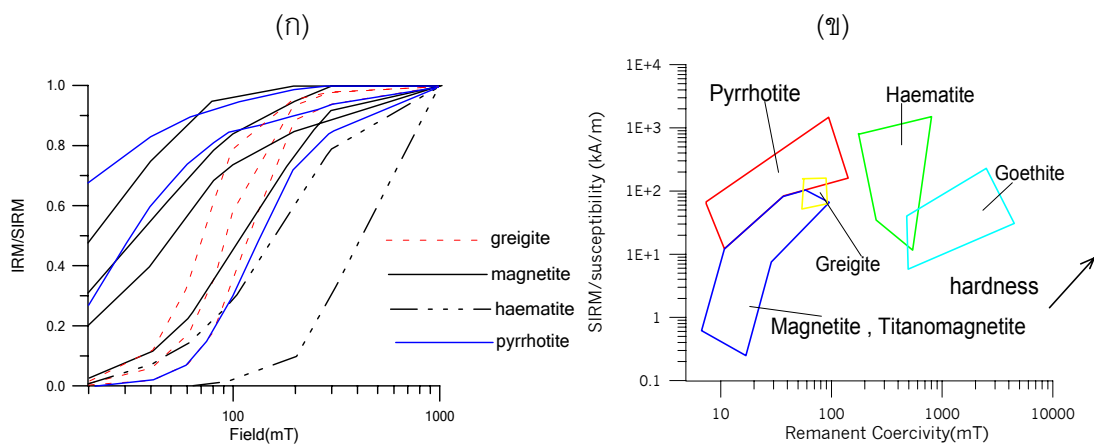 (ก)
1.0
0.8
0.6
0.4
0.2
0.0
IRM/SIRM
100
1000
Field(mT)
greigite
magnetite
haematite
pyrrhotite
(ข)
1E+4
1E+3
1E+2
1E+1
1
0.1
SIRM/susceptibility (kA/m)
Pyrrhotite
Haematite
Goethite
Greigite
hardness
Magnetite , Titanomagnetite
10
100
1000
10000
Remanent Coercivity(mT)